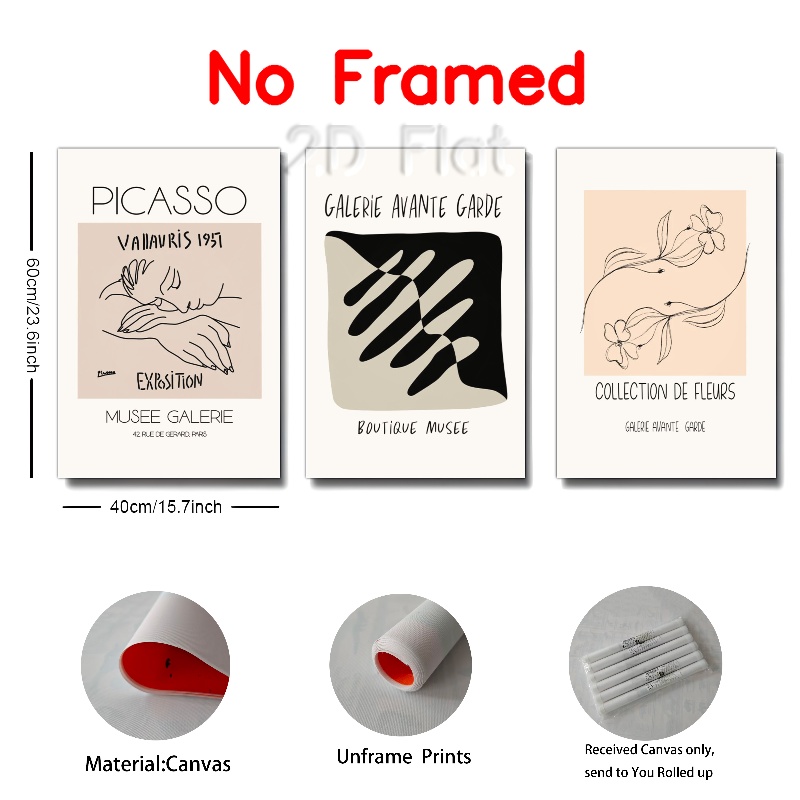 No Framed
2D Flat
PICASSO
VAllAURIS 1951
Picasso
EXPOSITION
MUSEE GALERIE
42 RUE DE GERARD, PARIS
GALERIE AVANTE GARDE
BOUTIQUE MUSEE
COLLECTION DE FLEURS
GALERIE AVANTE GARDE
60cm/23.6inch
40cm/15.7inch
Material:Canvas
Unframe Prints
Received Canvas only,
send to You Rolled up